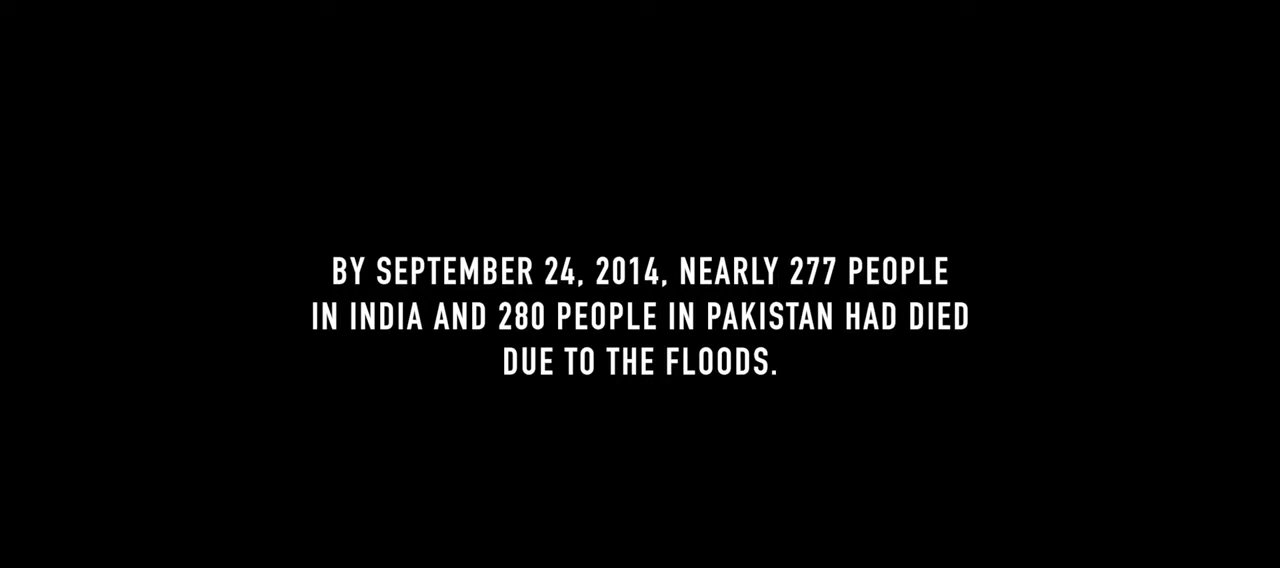 BY SEPTEMBER 24, 2014, NEARLY 277 PEOPLE
IN INDIA AND 280 PEOPLE IN PAKISTAN HAD DIED
DUE TO THE FLOODS.